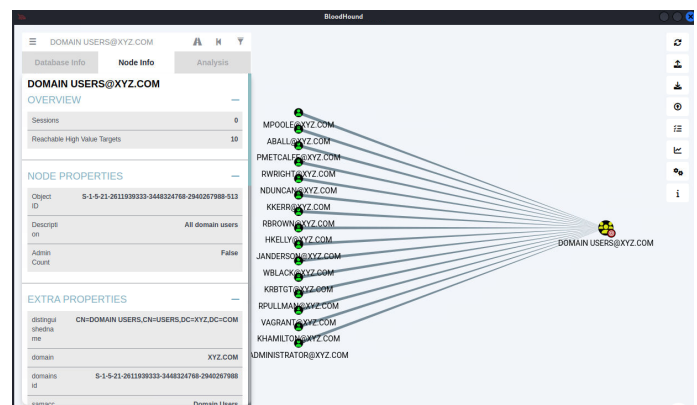 BloodHound
DOMAIN USERS@XYZ.COM
Database Info Node Info Analysis
DOMAIN USERS@XYZ.COM
OVERVIEW
Sessions 0
Reachable High Value Targets 10
NODE PROPERTIES
Object S-1-5-21-2611939333-3448324768-2940267988-513
ID
Descripti All domain users
on
Admin False
Count
EXTRA PROPERTIES
distingui CN=DOMAIN USERS,CN=USERS,DC=XYZ,DC=COM
shedna
me
domain XYZ.COM
domains S-1-5-21-2611939333-3448324768-2940267988
id
samacc Domain Users
MPOOLE@XYZ.COM
ABALL@XYZ.COM
PMETCALFE@XYZ.COM
RWRIGHT@XYZ.COM
NDUNCAN@XYZ.COM
KKERR@XYZ.COM
RBROWN@XYZ.COM
HKELLY@XYZ.COM
JANDERSON@XYZ.COM
WBLACK@XYZ.COM
KRBTGT@XYZ.COM
RPULLMAN@XYZ.COM
VAGRANT@XYZ.COM
KHAMILTON@XYZ.COM
ADMINISTRATOR@XYZ.COM
DOMAIN USERS@XYZ.COM